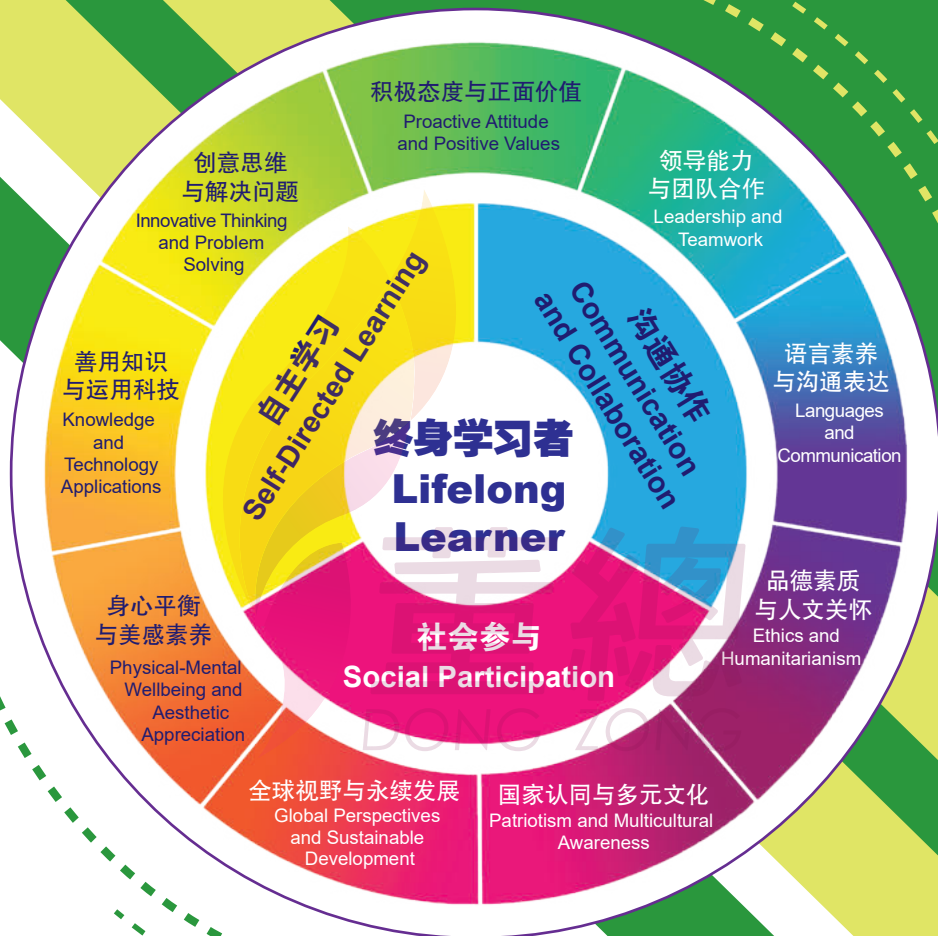 积极态度与正面价值
Proactive Attitude
and Positive Values
领导能力
与团队合作
Leadership and
Teamwork
语言素养
与沟通表达
Languages
and
Communication
品德素质
与人文关怀
Ethics and
Humanitarianism
国家认同与多元文化
Patriotism and Multicultural
Awareness
全球视野与永续发展
Global Perspectives
and Sustainable
Development
身心平衡
与美感素养
Physical-Mental
Wellbeing and
Aesthetic
Appreciation
善用知识
与运用科技
Knowledge
and
Technology
Applications
创意思维
与解决问题
Innovative Thinking
and Problem
Solving
自主学习
Self-Directed Learning
沟通协作
Communication
and Collaboration
社会参与
Social Participation
终身学习者
Lifelong
Learner
董總
DONG ZONG